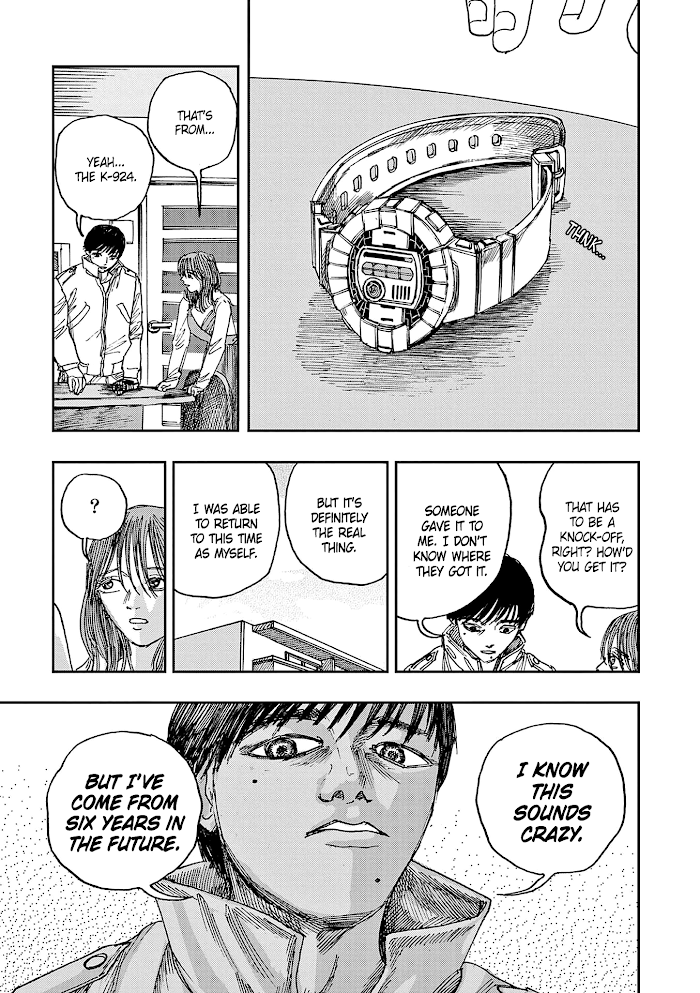 THNK...
THAT'S
FROM...
YEAH...
THE K-924.
THAT HAS
TO BE A
KNOCK-OFF,
RIGHT? HOW'D
YOU GET IT?
SOMEONE
GAVE IT TO
ME. I DON'T
KNOW WHERE
THEY GOT IT.
BUT IT'S
DEFINITELY
THE REAL
THING.
I WAS ABLE
TO RETURN
TO THIS TIME
AS MYSELF.
?
I KNOW
THIS
SOUNDS
CRAZY.
BUT I'VE
COME FROM
SIX YEARS IN
THE FUTURE.